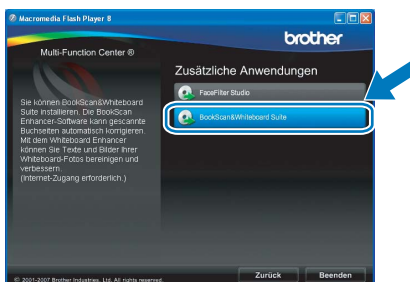 Macromedia Flash Player 8
brother
Multi-Function Center ®
Zusätzliche Anwendungen
FaceFilter Studio
BookScan&Whiteboard Suite
Sie können BookScan&Whiteboard
Suite installieren. Die BookScan
Enhancer-Software kann gescannte
Buchseiten automatisch korrigieren.
Mit dem Whiteboard Enhancer
können Sie Texte und Bilder Ihrer
Whiteboard-Fotos bereinigen und
verbessern.
(Internet-Zugang erforderlich.)
© 2001-2007 Brother Industries, Ltd. All rights reserved.
Zurück
Beenden